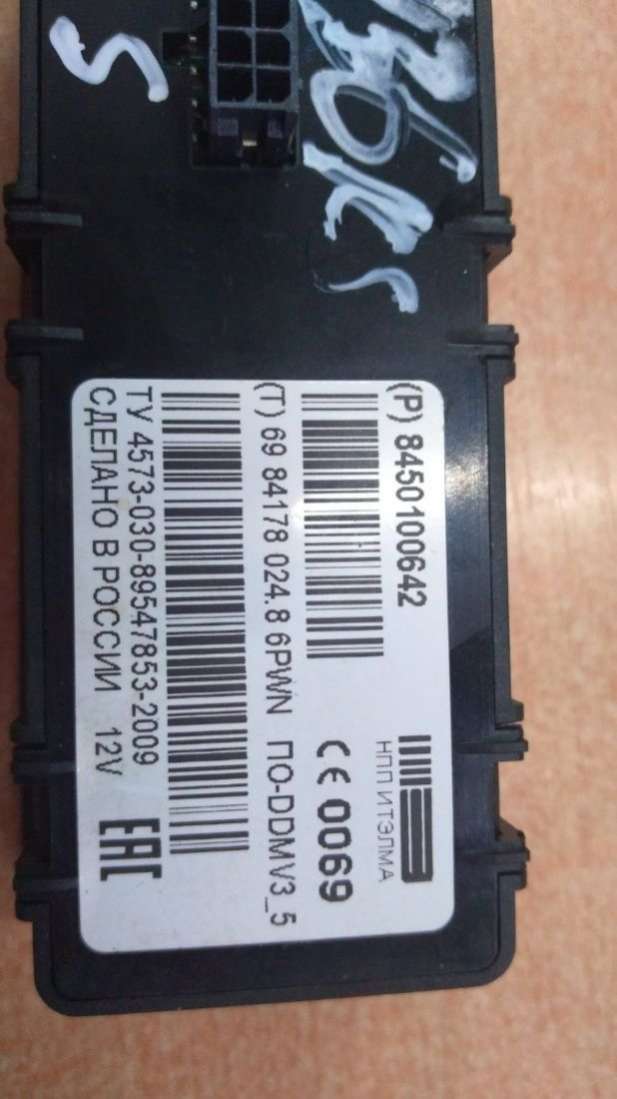 (P) 8450100642
НПП ИТЭЛМА
CE 0069
(T) 69 84178 024.8 6PWN ПО-DDMV3_5
ТУ 4573-030-89547853-2009
СДЕЛАНО В РОССИИ 12V
EAC